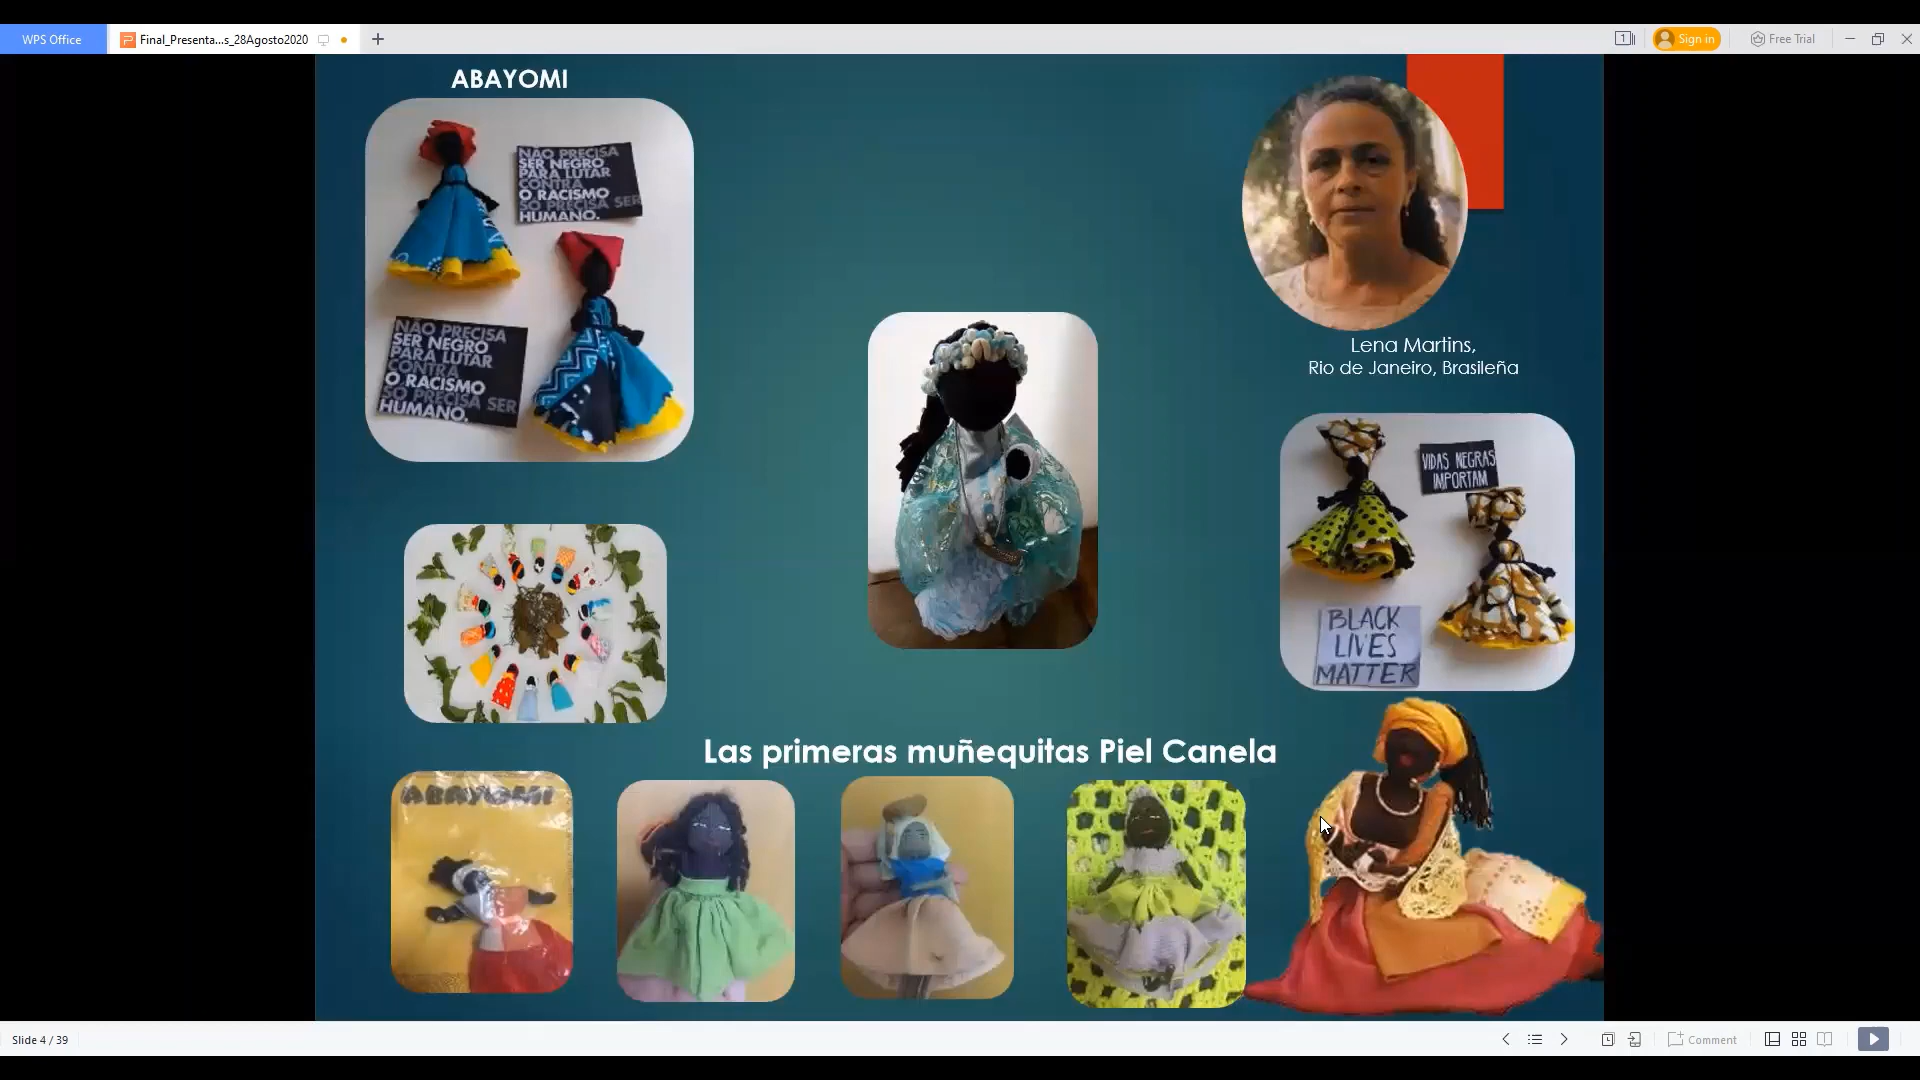 WPS Office
Final_Presenta...s_28Agosto2020
1
Sign in
Free Trial
ABAYOMI
NÃO PRECISA
SER NEGRO
PARA LUTAR
CONTRA
O RACISMO
SÓ PRECISA SER
HUMANO.
NÃO PRECISA
SER NEGRO
PARA LUTAR
CONTRA
O RACISMO
SÓ PRECISA SER
HUMANO.
Lena Martins,
Rio de Janeiro, Brasileña
VIDAS NEGRAS
IMPORTAM
BLACK
LIVES
MATTER
Las primeras muñequitas Piel Canela
ABAYOMI
Slide 4 / 39
Comment